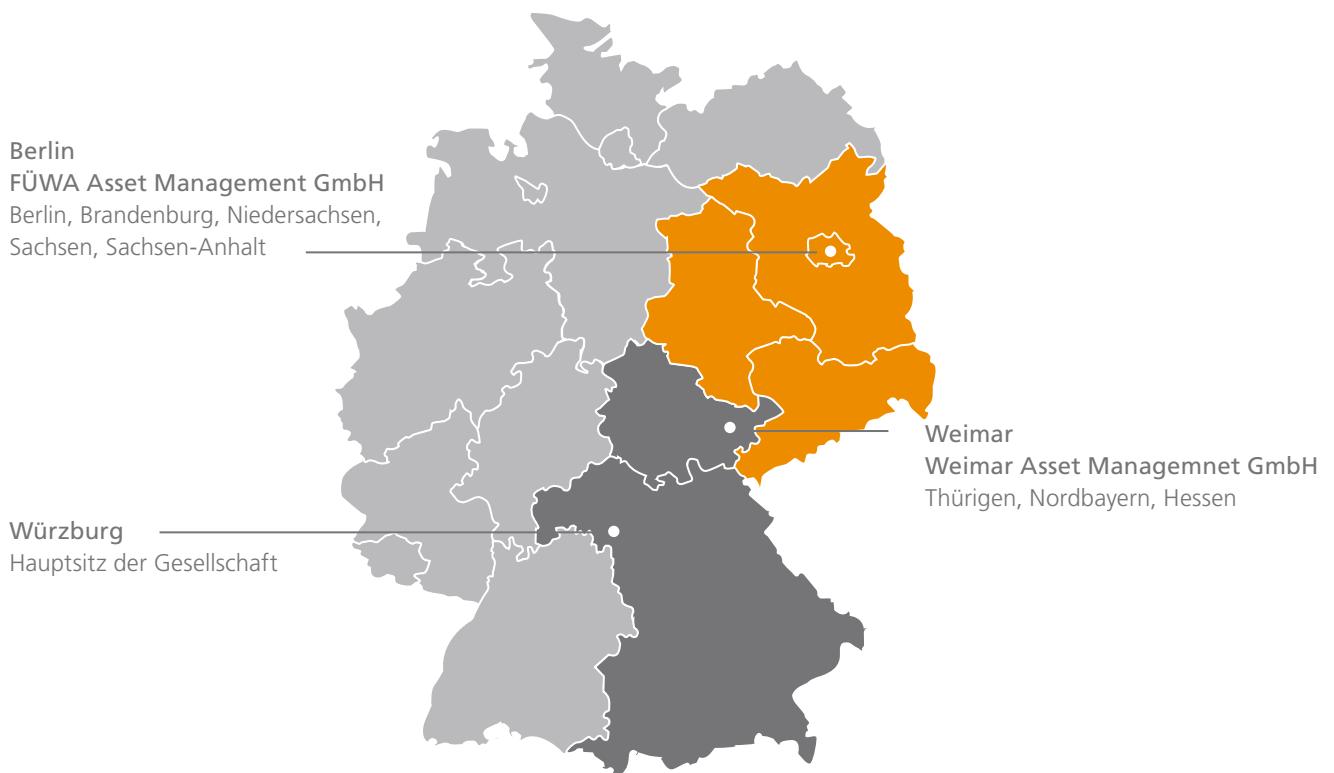 Berlin
FÜWA Asset Management GmbH
Berlin, Brandenburg, Niedersachsen,
Sachsen, Sachsen-Anhalt
Weimar
Weimar Asset Managemnet GmbH
Thürigen, Nordbayern, Hessen
Würzburg
Hauptsitz der Gesellschaft